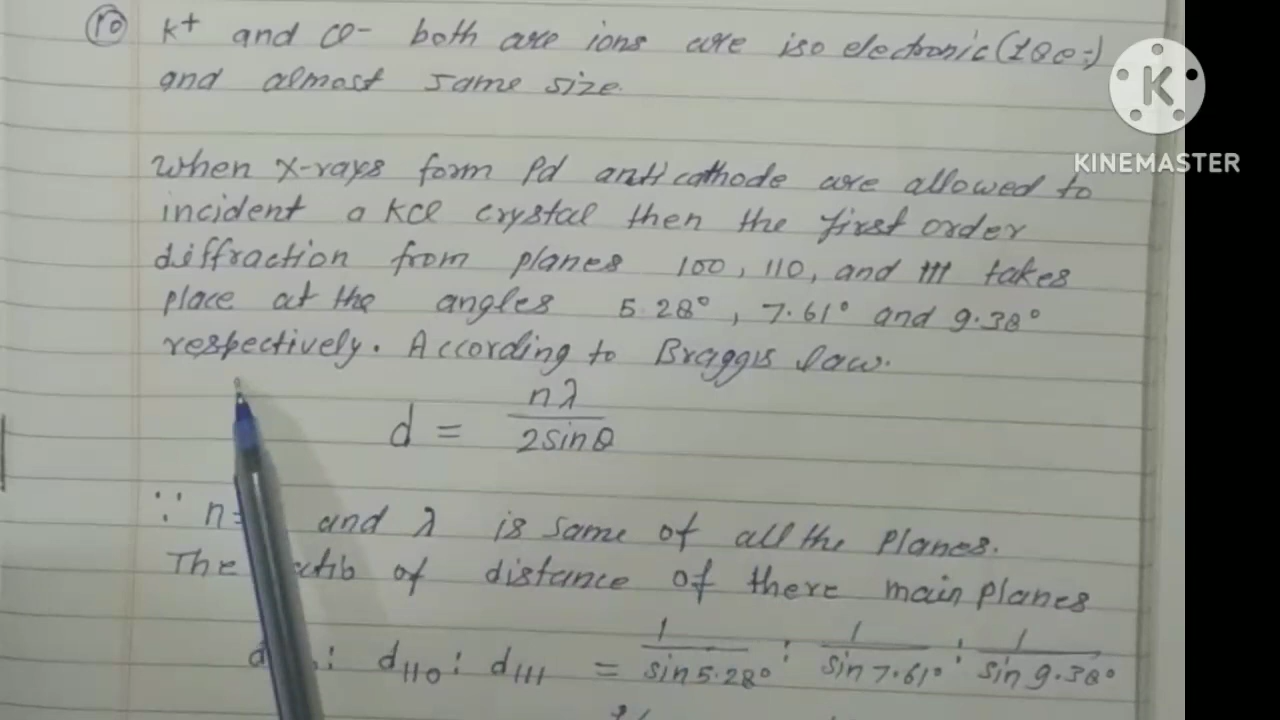 10 K+ and Cl- both are ions are iso electronic (18e-)
and almost same size.
K
KINEMASTER
When X-rays form Pd anticathode are allowed to
incident a KCl crystal then the first order
diffraction from planes 100, 110, and 111 takes
place at the angles 5.28°, 7.61° and 9.38°
respectively. According to Bragg's law.
d = nλ / 2sinθ
∵ n= and λ is same of all the planes.
The of distance of there main planes
: d110 : d111 = 1/sin5.28° : 1/sin7.61° : 1/sin9.38°